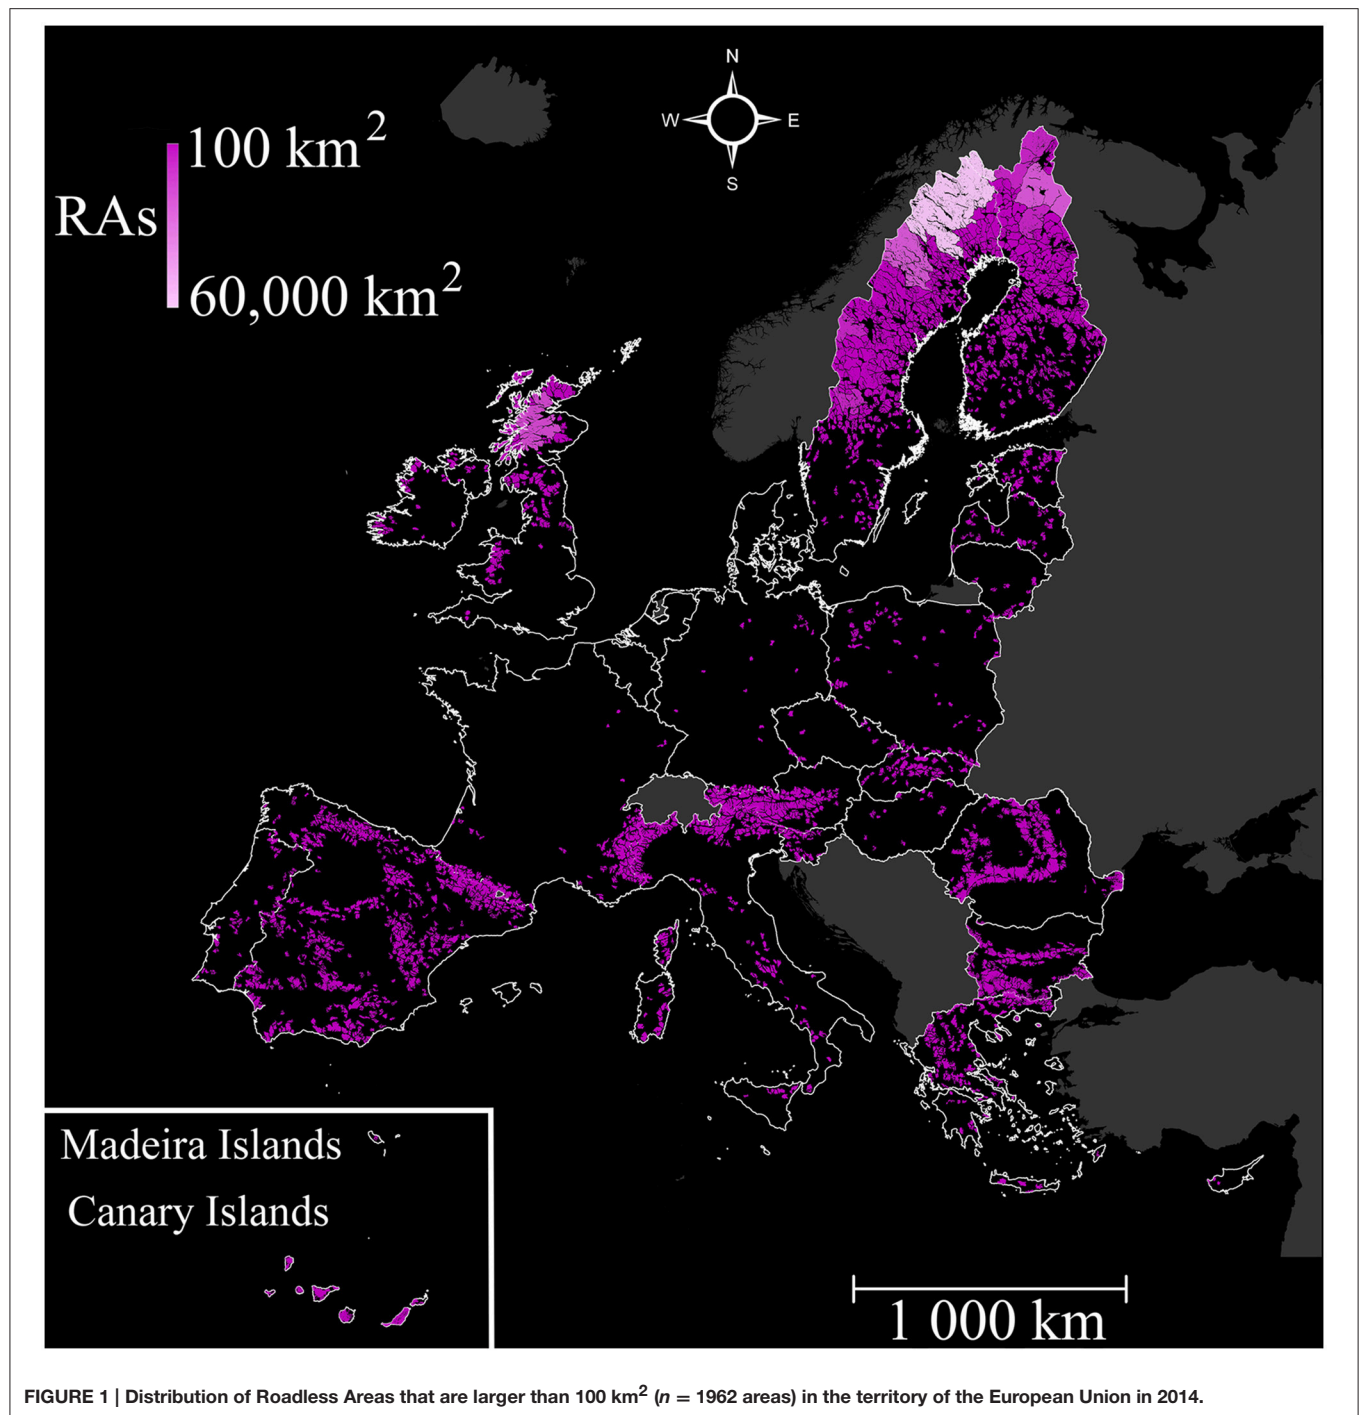 N
W E
S
100 km²
RAs
60,000 km²
Madeira Islands
Canary Islands
1 000 km
FIGURE 1 | Distribution of Roadless Areas that are larger than 100 km² (n = 1962 areas) in the territory of the European Union in 2014.